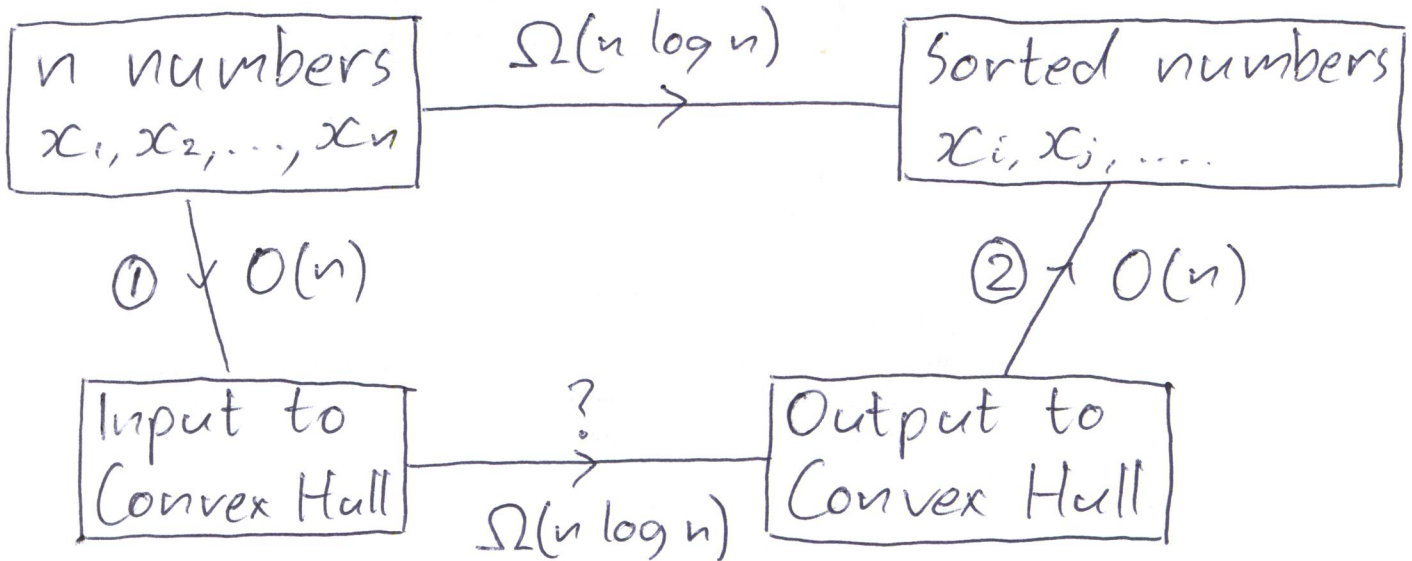 n numbers
x₁, x₂, ..., xn
Ω(n log n)
Sorted numbers
xi, xj, ....
① O(n)
② O(n)
Input to
Convex Hull
?
Ω(n log n)
Output to
Convex Hull